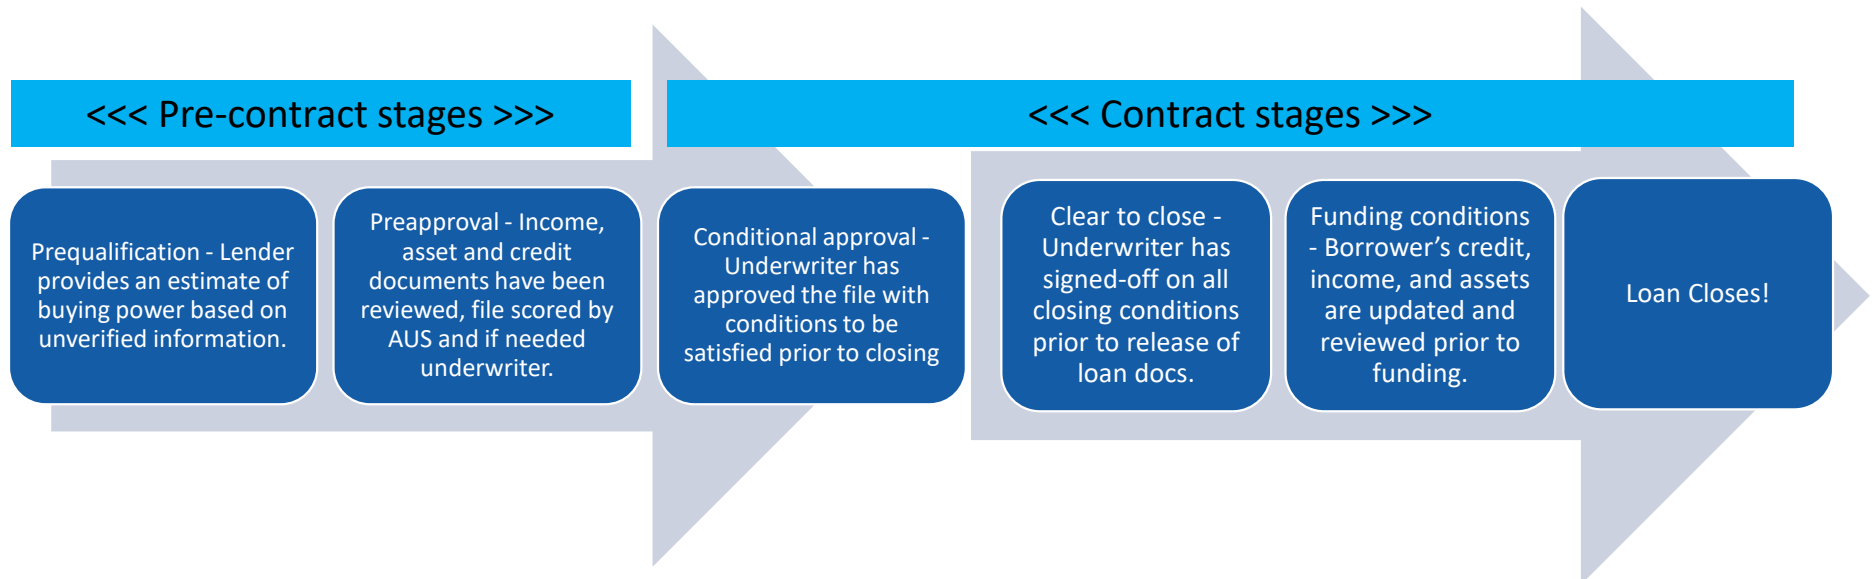 <<< Pre-contract stages >>>
<<< Contract stages >>>
Prequalification - Lender
provides an estimate of
buying power based on
unverified information.
Preapproval - Income,
asset and credit
documents have been
reviewed, file scored by
AUS and if needed
underwriter.
Conditional approval -
Underwriter has
approved the file with
conditions to be
satisfied prior to closing
Clear to close -
Underwriter has
signed-off on all
closing conditions
prior to release of
loan docs.
Funding conditions
- Borrower’s credit,
income, and assets
are updated and
reviewed prior to
funding.
Loan Closes!